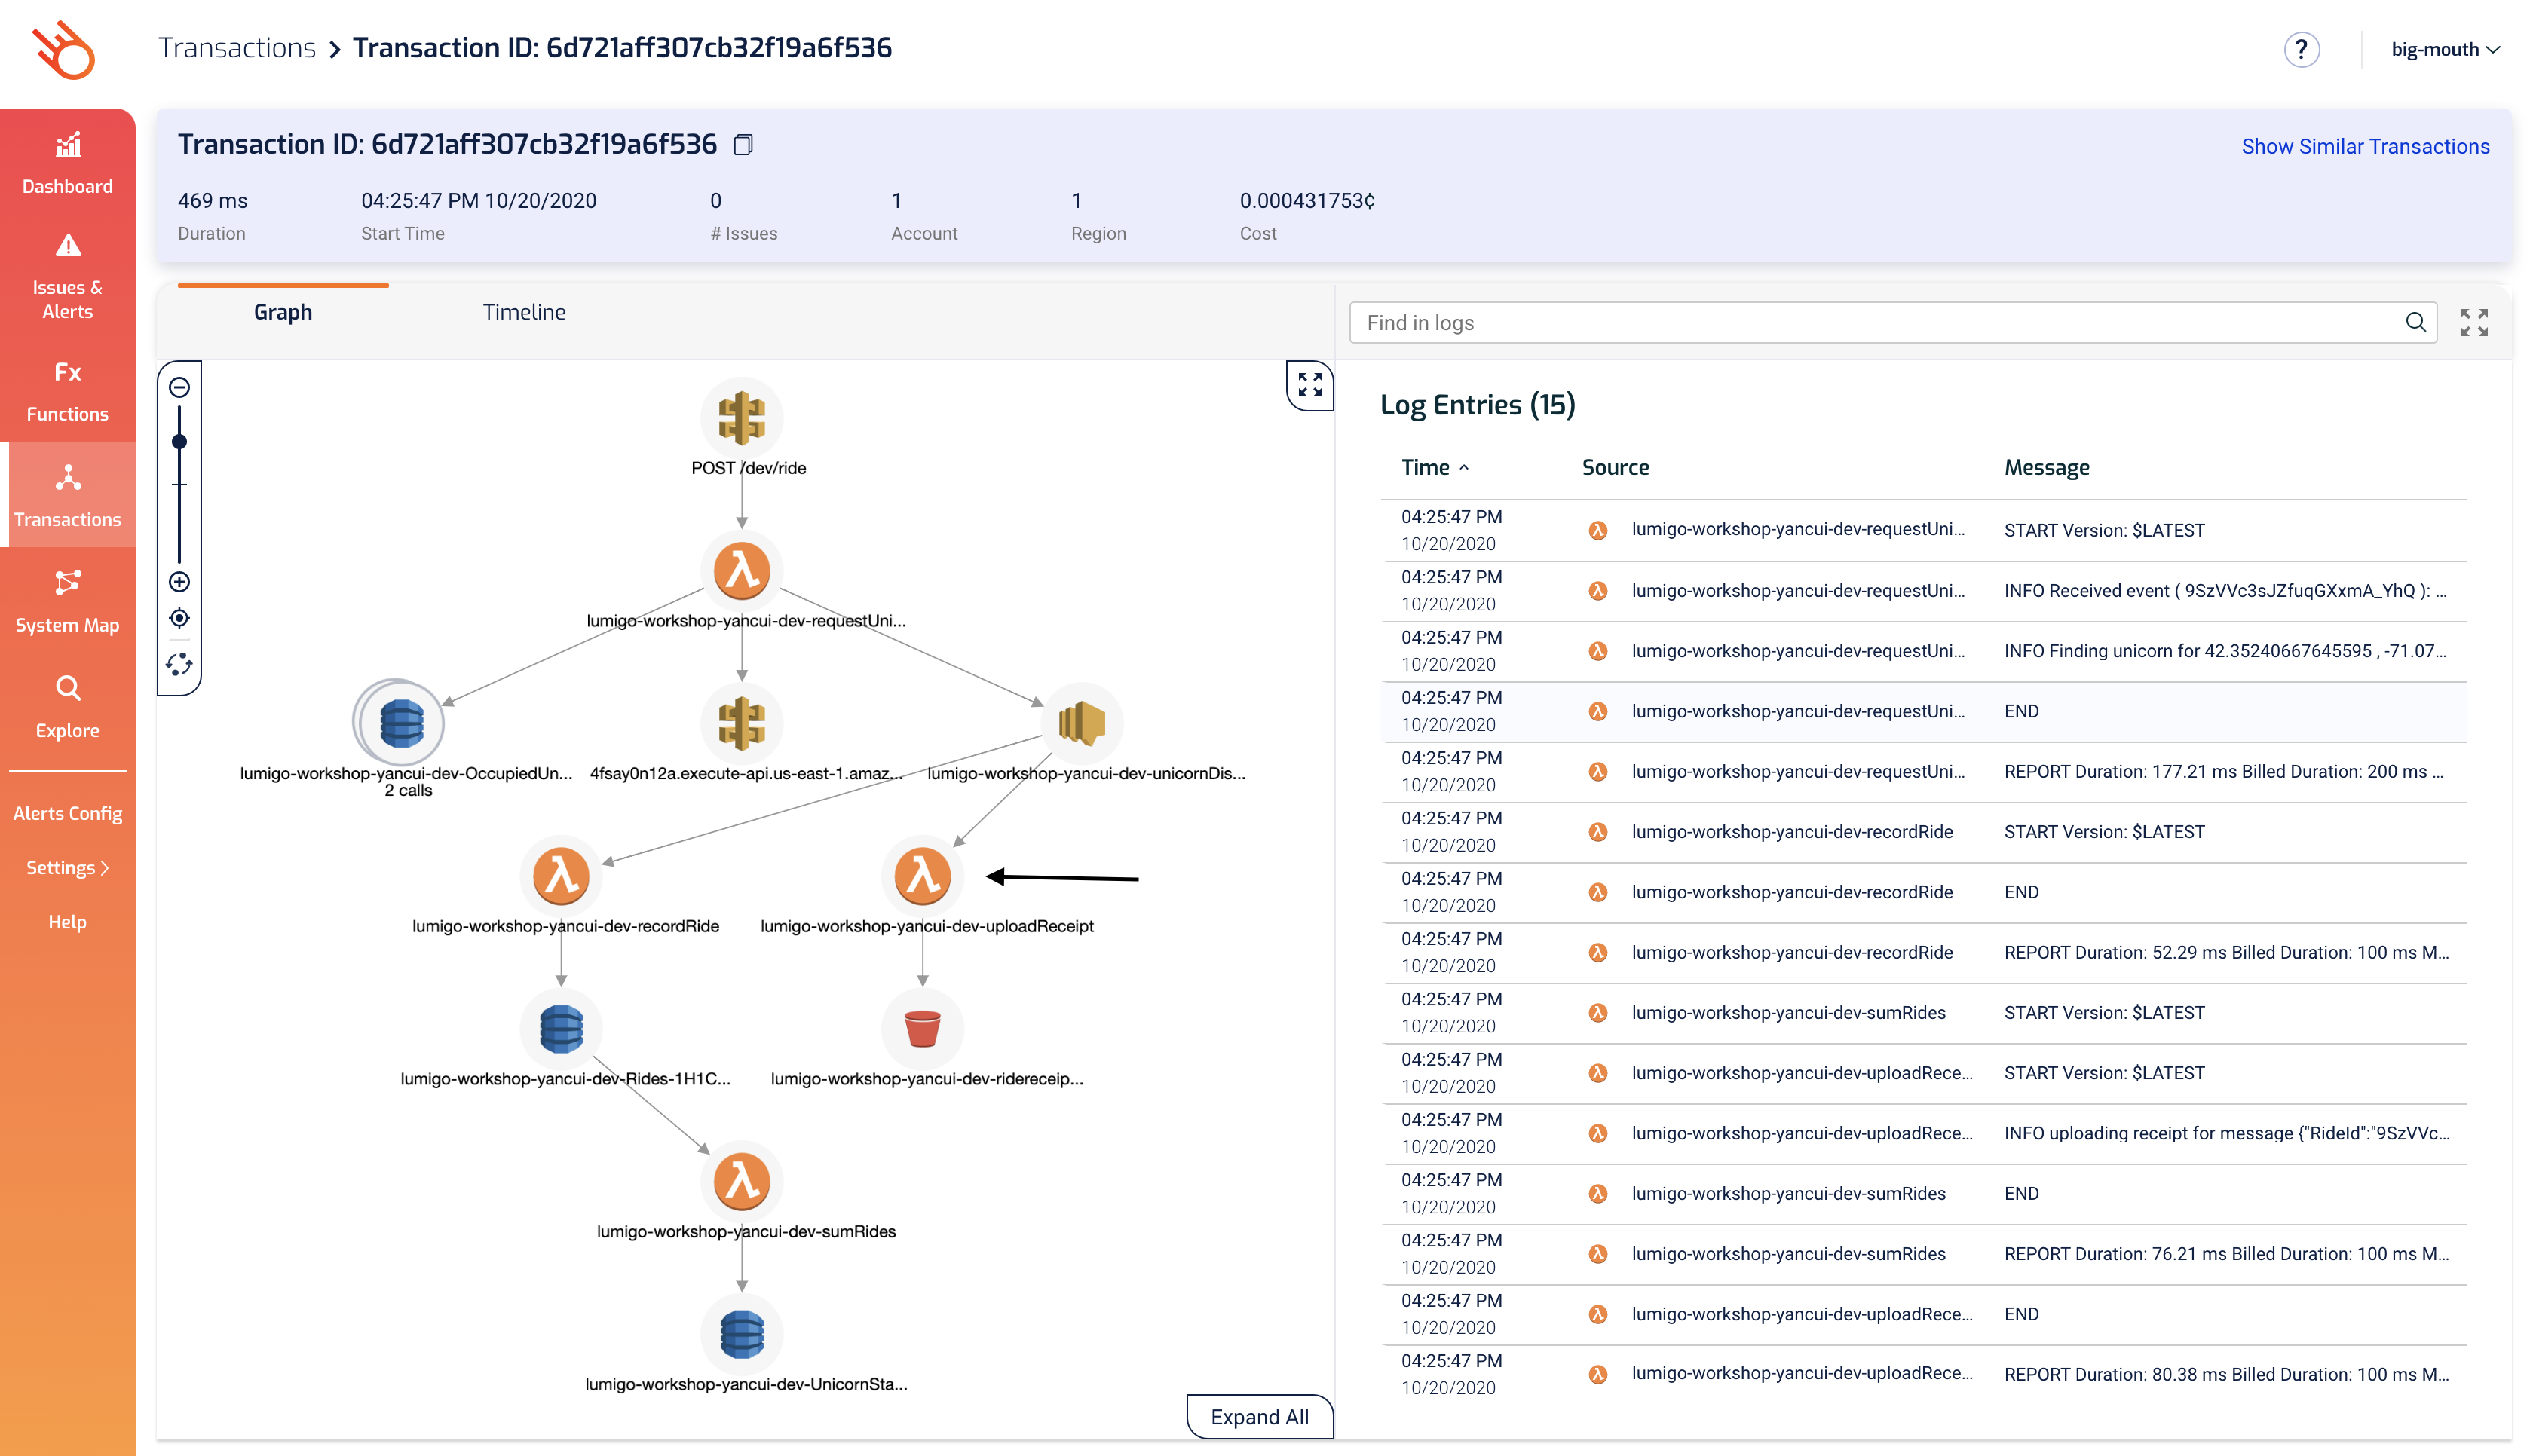 Transactions > Transaction ID: 6d721aff307cb32f19a6f536
?
big-mouth
Dashboard
Issues &
Alerts
Fx
Functions
Transactions
System Map
Explore
Alerts Config
Settings >
Help
Transaction ID: 6d721aff307cb32f19a6f536
Show Similar Transactions
469 ms 04:25:47 PM 10/20/2020 0 1 1 0.000431753¢
Duration Start Time # Issues Account Region Cost
Graph Timeline
POST /dev/ride
lumigo-workshop-yancui-dev-requestUni...
lumigo-workshop-yancui-dev-OccupiedUn...
2 calls
4fsay0n12a.execute-api.us-east-1.amaz...
lumigo-workshop-yancui-dev-unicornDis...
lumigo-workshop-yancui-dev-recordRide
lumigo-workshop-yancui-dev-uploadReceipt
lumigo-workshop-yancui-dev-Rides-1H1C...
lumigo-workshop-yancui-dev-ridereceip...
lumigo-workshop-yancui-dev-sumRides
lumigo-workshop-yancui-dev-UnicornSta...
Expand All
Find in logs
Log Entries (15)
Time Source Message
04:25:47 PM
10/20/2020
lumigo-workshop-yancui-dev-requestUni... START Version: $LATEST
04:25:47 PM
10/20/2020
lumigo-workshop-yancui-dev-requestUni... INFO Received event ( 9SzVVc3sJZfuqGXxmA_YhQ ): ...
04:25:47 PM
10/20/2020
lumigo-workshop-yancui-dev-requestUni... INFO Finding unicorn for 42.35240667645595 , -71.07...
04:25:47 PM
10/20/2020
lumigo-workshop-yancui-dev-requestUni... END
04:25:47 PM
10/20/2020
lumigo-workshop-yancui-dev-requestUni... REPORT Duration: 177.21 ms Billed Duration: 200 ms ...
04:25:47 PM
10/20/2020
lumigo-workshop-yancui-dev-recordRide START Version: $LATEST
04:25:47 PM
10/20/2020
lumigo-workshop-yancui-dev-recordRide END
04:25:47 PM
10/20/2020
lumigo-workshop-yancui-dev-recordRide REPORT Duration: 52.29 ms Billed Duration: 100 ms M...
04:25:47 PM
10/20/2020
lumigo-workshop-yancui-dev-sumRides START Version: $LATEST
04:25:47 PM
10/20/2020
lumigo-workshop-yancui-dev-uploadRece... START Version: $LATEST
04:25:47 PM
10/20/2020
lumigo-workshop-yancui-dev-uploadRece... INFO uploading receipt for message {"RideId":"9SzVVc...
04:25:47 PM
10/20/2020
lumigo-workshop-yancui-dev-sumRides END
04:25:47 PM
10/20/2020
lumigo-workshop-yancui-dev-sumRides REPORT Duration: 76.21 ms Billed Duration: 100 ms M...
04:25:47 PM
10/20/2020
lumigo-workshop-yancui-dev-uploadRece... END
04:25:47 PM
10/20/2020
lumigo-workshop-yancui-dev-uploadRece... REPORT Duration: 80.38 ms Billed Duration: 100 ms M...